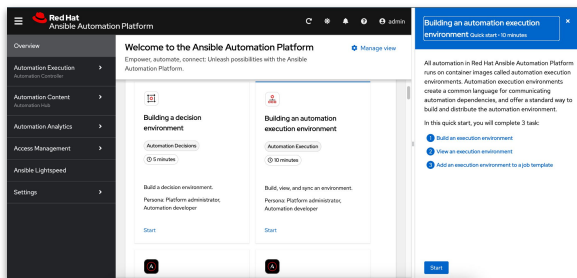 Red Hat
Ansible Automation Platform
admin
Overview
Automation Execution
Automation Controller
Automation Content
Automation Hub
Automation Analytics
Access Management
Ansible Lightspeed
Settings
Welcome to the Ansible Automation Platform
Manage view
Empower, automate, connect: Unleash possibilities with the Ansible
Automation Platform.
Building a decision
environment
Automation Decisions
5 minutes
Build a decision environment.
Persona: Platform administrator,
Automation developer
Start
Building an automation
execution environment
Automation Execution
10 minutes
Build, view, and sync an environment.
Persona: Platform administrator,
Automation developer
Start
Building an automation execution
environment Quick start · 10 minutes
All automation in Red Hat Ansible Automation Platform
runs on container images called automation execution
environments. Automation execution environments
create a common language for communicating
automation dependencies, and offer a standard way to
build and distribute the automation environment.
In this quick start, you will complete 3 task:
1 Build an execution environment
2 View an execution environment
3 Add an execution environment to a job template
Start